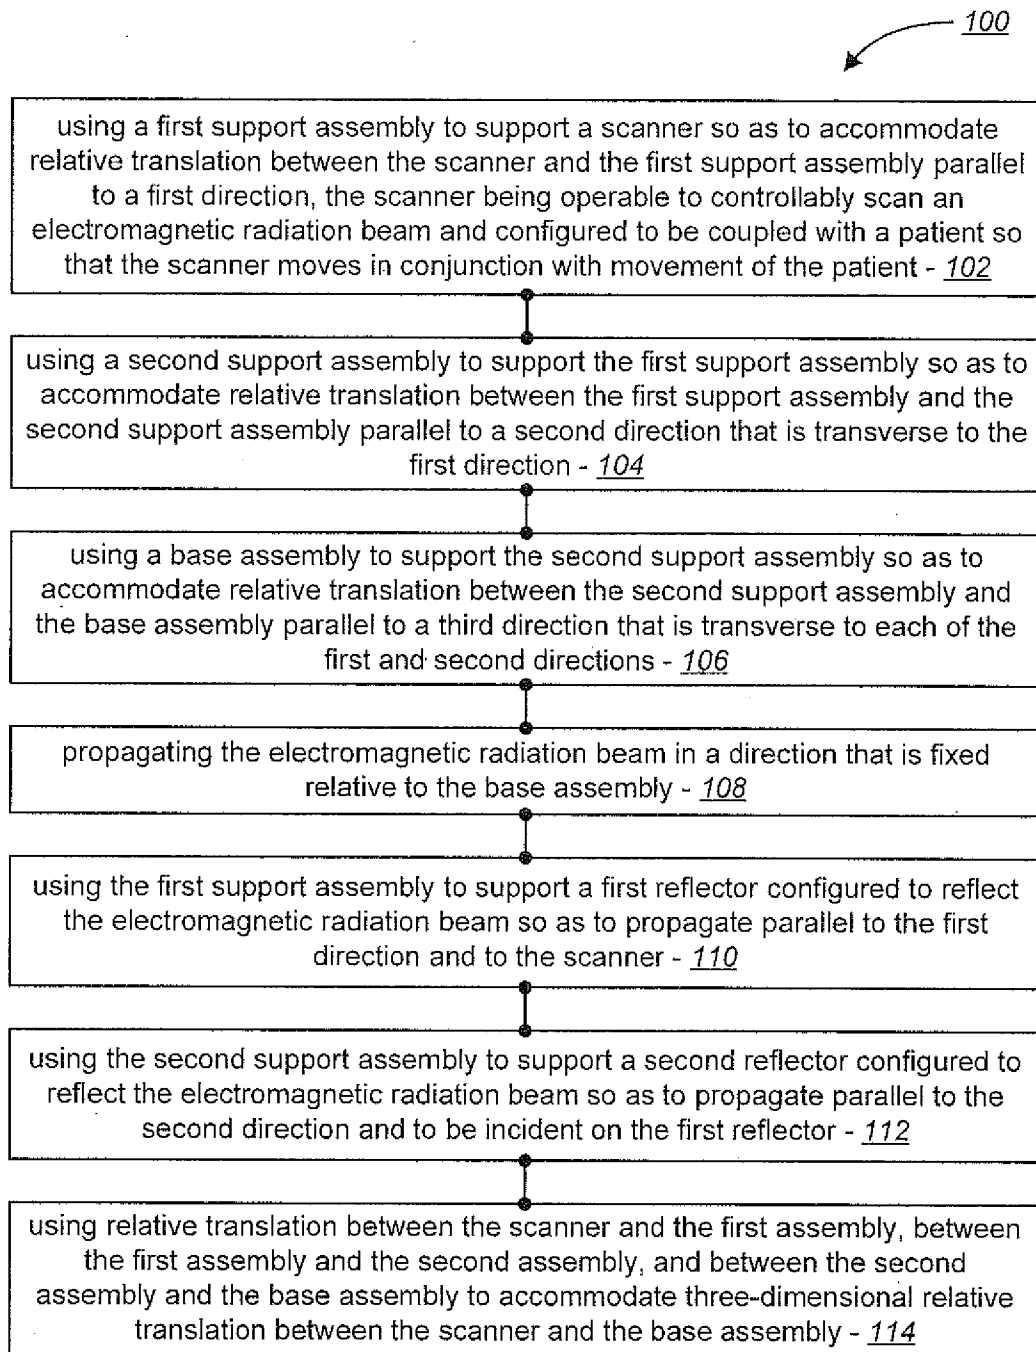 100
using a first support assembly to support a scanner so as to accommodate
relative translation between the scanner and the first support assembly parallel
to a first direction, the scanner being operable to controllably scan an
electromagnetic radiation beam and configured to be coupled with a patient so
that the scanner moves in conjunction with movement of the patient - 102
using a second support assembly to support the first support assembly so as to
accommodate relative translation between the first support assembly and the
second support assembly parallel to a second direction that is transverse to the
first direction - 104
using a base assembly to support the second support assembly so as to
accommodate relative translation between the second support assembly and
the base assembly parallel to a third direction that is transverse to each of the
first and second directions - 106
propagating the electromagnetic radiation beam in a direction that is fixed
relative to the base assembly - 108
using the first support assembly to support a first reflector configured to reflect
the electromagnetic radiation beam so as to propagate parallel to the first
direction and to the scanner - 110
using the second support assembly to support a second reflector configured to
reflect the electromagnetic radiation beam so as to propagate parallel to the
second direction and to be incident on the first reflector - 112
using relative translation between the scanner and the first assembly, between
the first assembly and the second assembly, and between the second
assembly and the base assembly to accommodate three-dimensional relative
translation between the scanner and the base assembly - 114